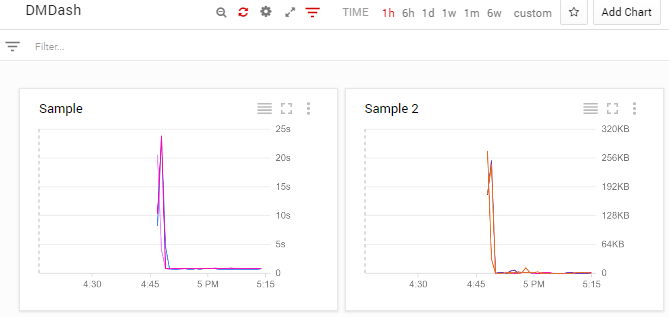 DMDash
TIME 1h 6h 1d 1w 1m 6w custom Add Chart
Filter...
Sample
25s
20s
15s
10s
5s
0
4:30 4:45 5 PM 5:15
Sample 2
320KB
256KB
192KB
128KB
64KB
0
4:30 4:45 5 PM 5:15